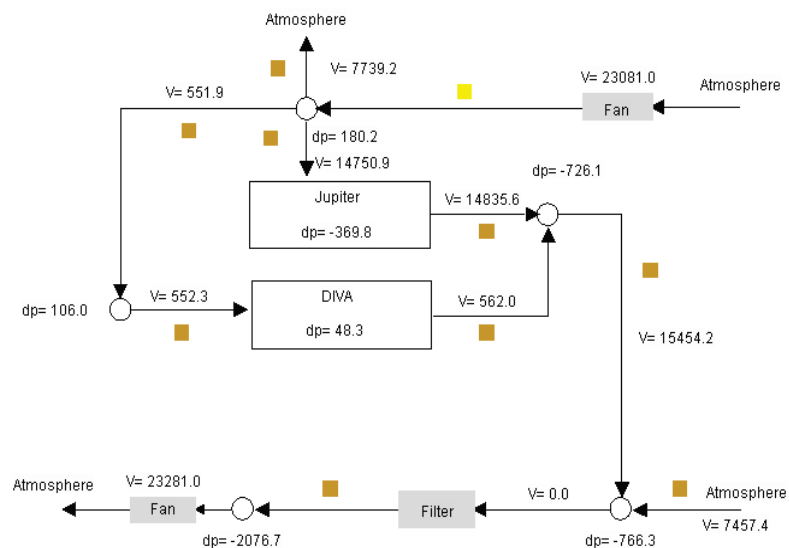 Atmosphere
V= 7739.2
V= 23081.0
Atmosphere
V= 551.9
Fan
dp= 180.2
V= 14750.9
dp= -726.1
Jupiter
V= 14835.6
dp= -369.8
V= 552.3
DIVA
V= 562.0
dp= 106.0
dp= 48.3
V= 15454.2
V= 23281.0
Atmosphere
Fan
Filter
V= 0.0
Atmosphere
V= 7457.4
dp= -2076.7
dp= -766.3